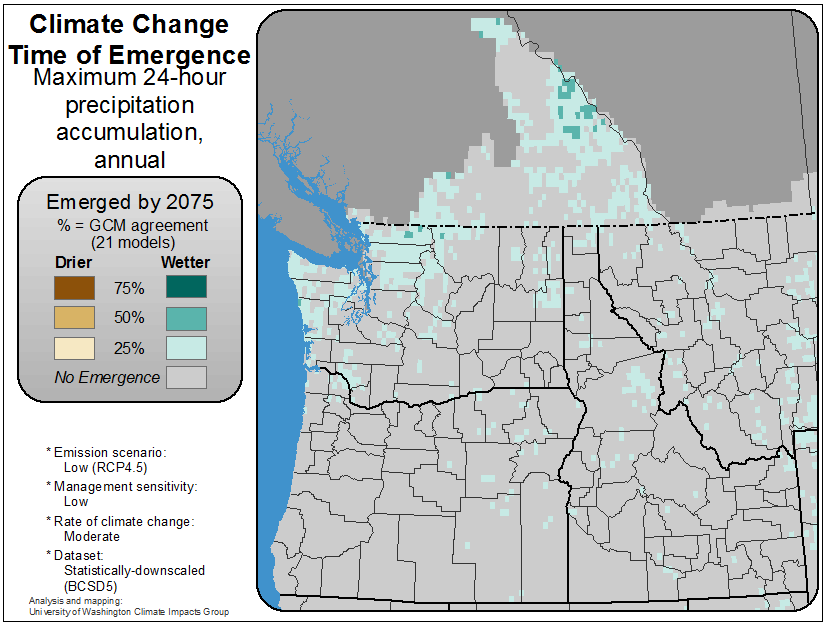 Climate Change
Time of Emergence
Maximum 24-hour
precipitation
accumulation,
annual
Emerged by 2075
% = GCM agreement
(21 models)
Drier Wetter
75%
50%
25%
No Emergence
* Emission scenario:
Low (RCP4.5)
* Management sensitivity:
Low
* Rate of climate change:
Moderate
* Dataset:
Statistically-downscaled
(BCSD5)
Analysis and mapping:
University of Washington Climate Impacts Group